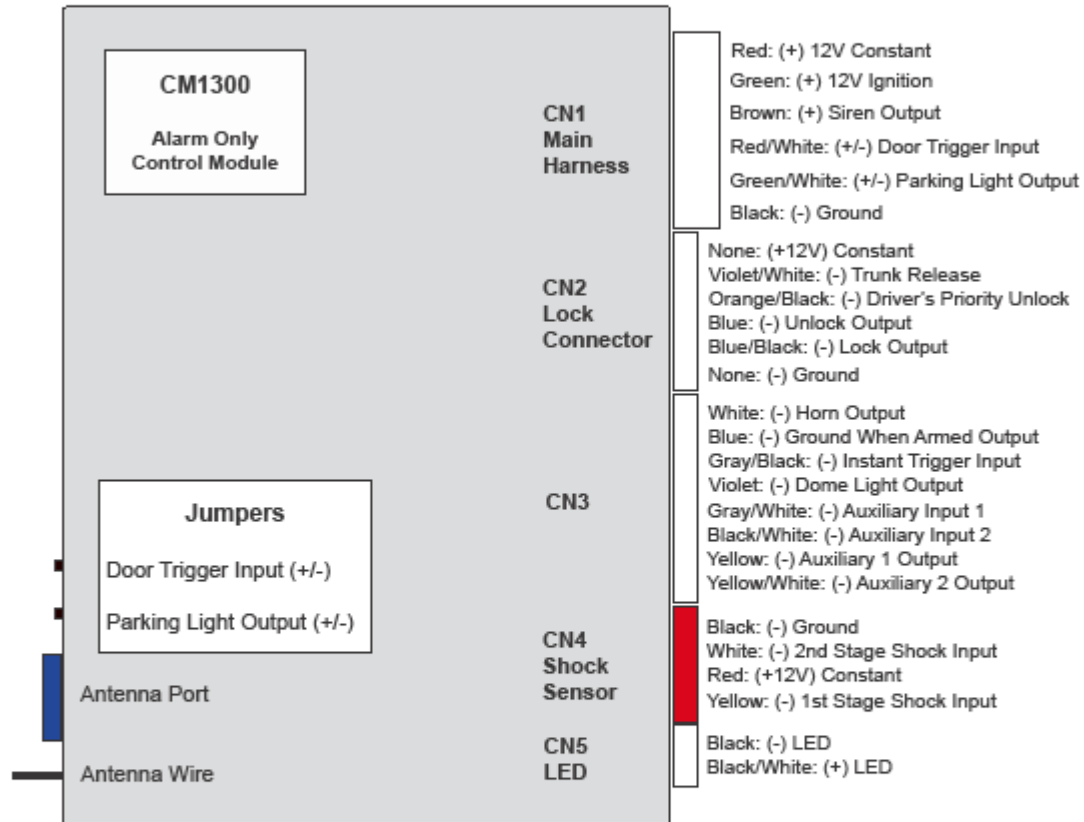 CM1300
Alarm Only
Control Module
CN1
Main
Harness
Red: (+) 12V Constant
Green: (+) 12V Ignition
Brown: (+) Siren Output
Red/White: (+/-) Door Trigger Input
Green/White: (+/-) Parking Light Output
Black: (-) Ground
CN2
Lock
Connector
None: (+12V) Constant
Violet/White: (-) Trunk Release
Orange/Black: (-) Driver's Priority Unlock
Blue: (-) Unlock Output
Blue/Black: (-) Lock Output
None: (-) Ground
CN3
White: (-) Horn Output
Blue: (-) Ground When Armed Output
Gray/Black: (-) Instant Trigger Input
Violet: (-) Dome Light Output
Gray/White: (-) Auxiliary Input 1
Black/White: (-) Auxiliary Input 2
Yellow: (-) Auxiliary 1 Output
Yellow/White: (-) Auxiliary 2 Output
Jumpers
Door Trigger Input (+/-)
Parking Light Output (+/-)
Antenna Port
Antenna Wire
CN4
Shock
Sensor
Black: (-) Ground
White: (-) 2nd Stage Shock Input
Red: (+12V) Constant
Yellow: (-) 1st Stage Shock Input
CN5
LED
Black: (-) LED
Black/White: (+) LED